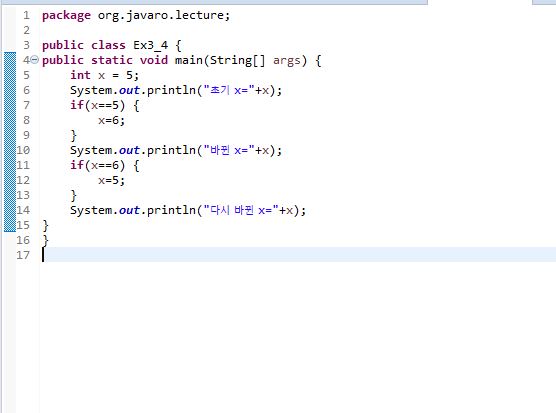 1 package org.javaro.lecture;
2
3 public class Ex3_4 {
4 public static void main(String[] args) {
5     int x = 5;
6     System.out.println("초기 x="+x);
7     if(x==5) {
8         x=6;
9     }
10     System.out.println("바뀐 x="+x);
11     if(x==6) {
12         x=5;
13     }
14     System.out.println("다시 바뀐 x="+x);
15 }
16 }
17